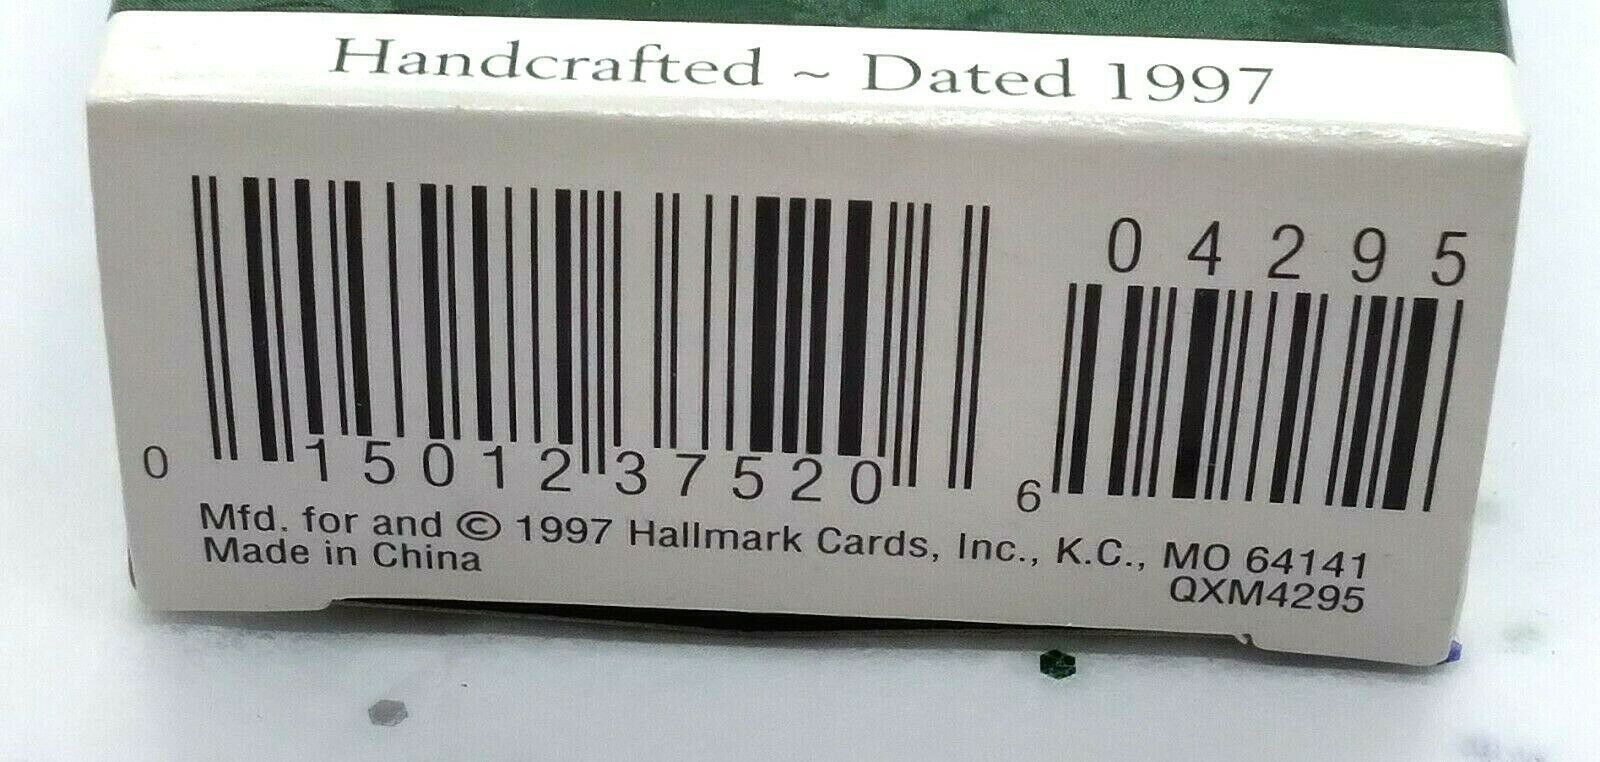 Handcrafted ~ Dated 1997
04295
0 15012 37520 6
Mfd. for and © 1997 Hallmark Cards, Inc., K.C., MO 64141
Made in China
QXM4295